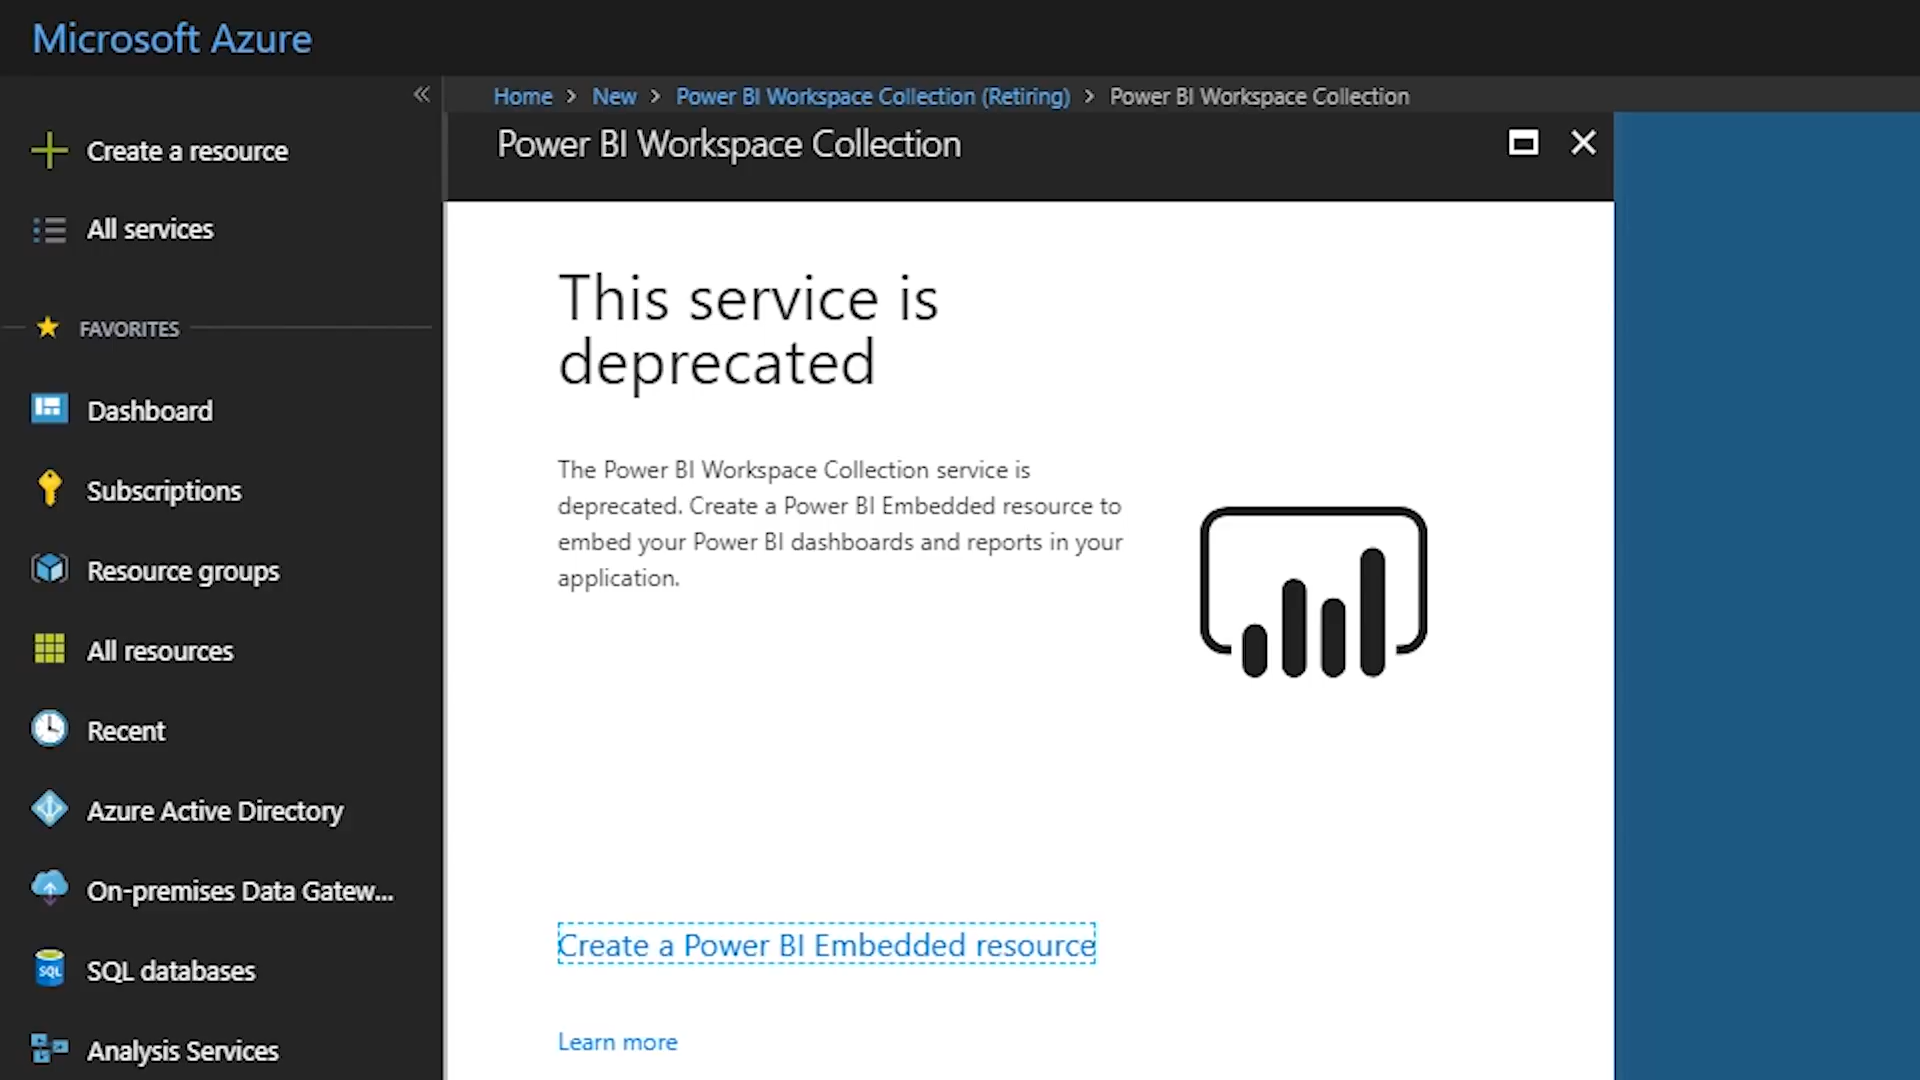 Microsoft Azure
«
Home > New > Power BI Workspace Collection (Retiring) > Power BI Workspace Collection
Power BI Workspace Collection
Create a resource
All services
FAVORITES
Dashboard
Subscriptions
Resource groups
All resources
Recent
Azure Active Directory
On-premises Data Gatew...
SQL
SQL databases
Analysis Services
This service is
deprecated
The Power BI Workspace Collection service is
deprecated. Create a Power BI Embedded resource to
embed your Power BI dashboards and reports in your
application.
Create a Power BI Embedded resource
Learn more